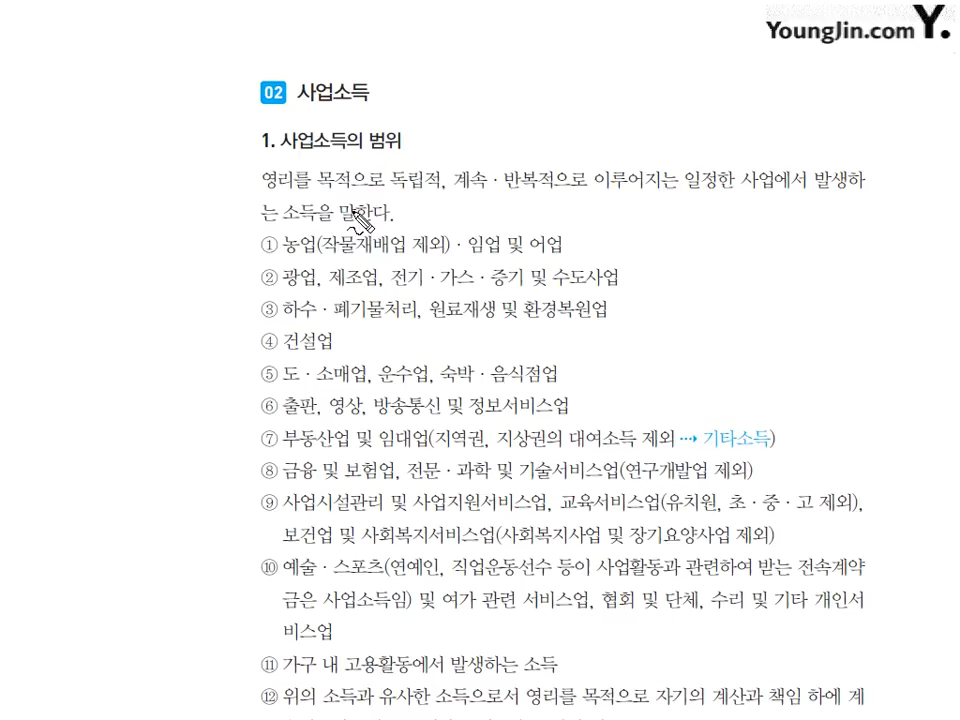 YoungJin.com Y.
02 사업소득
1. 사업소득의 범위
영리를 목적으로 독립적, 계속 · 반복적으로 이루어지는 일정한 사업에서 발생하
는 소득을 말한다.
① 농업(작물재배업 제외) · 임업 및 어업
② 광업, 제조업, 전기 · 가스 · 증기 및 수도사업
③ 하수 · 폐기물처리, 원료재생 및 환경복원업
④ 건설업
⑤ 도 · 소매업, 운수업, 숙박 · 음식점업
⑥ 출판, 영상, 방송통신 및 정보서비스업
⑦ 부동산업 및 임대업(지역권, 지상권의 대여소득 제외 ⇢ 기타소득)
⑧ 금융 및 보험업, 전문 · 과학 및 기술서비스업(연구개발업 제외)
⑨ 사업시설관리 및 사업지원서비스업, 교육서비스업(유치원, 초 · 중 · 고 제외),
보건업 및 사회복지서비스업(사회복지사업 및 장기요양사업 제외)
⑩ 예술 · 스포츠(연예인, 직업운동선수 등이 사업활동과 관련하여 받는 전속계약
금은 사업소득임) 및 여가 관련 서비스업, 협회 및 단체, 수리 및 기타 개인서
비스업
⑪ 가구 내 고용활동에서 발생하는 소득
⑫ 위의 소득과 유사한 소득으로서 영리를 목적으로 자기의 계산과 책임 하에 계